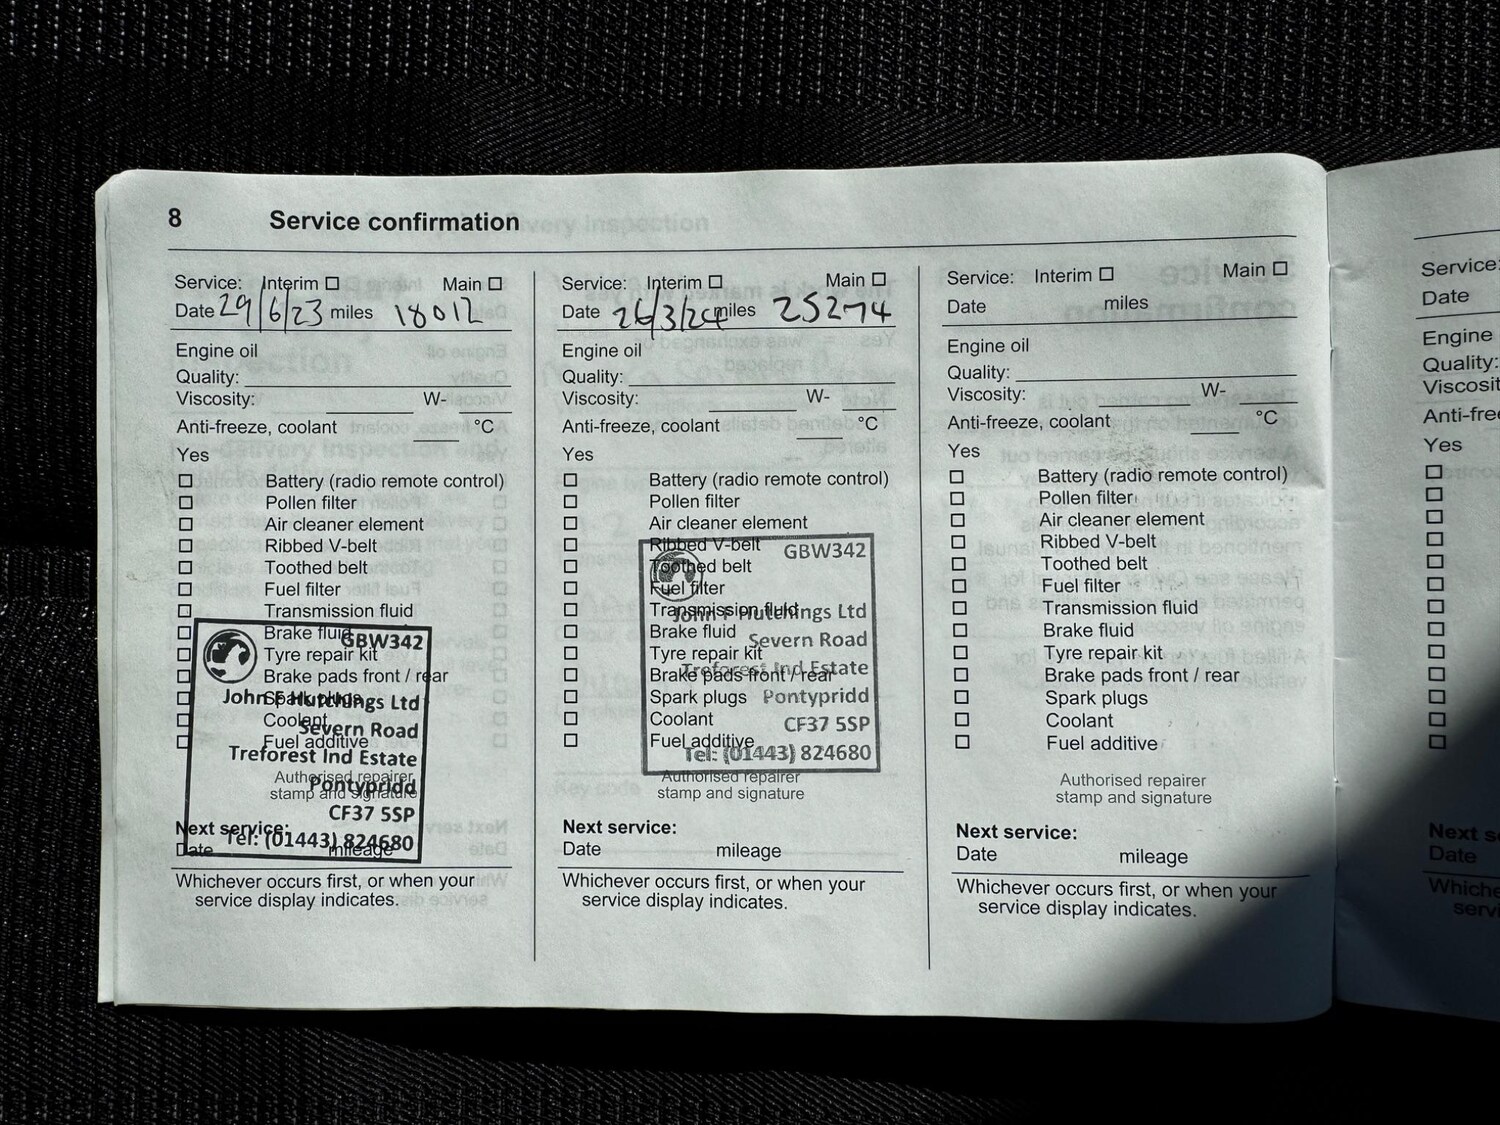 8 Service confirmation
Service: Interim ☐ Main ☐
Date 29/6/23 miles 18012
Engine oil
Quality:
Viscosity: W-
Anti-freeze, coolant °C
Yes
☐ Battery (radio remote control)
☐ Pollen filter
☐ Air cleaner element
☐ Ribbed V-belt
☐ Toothed belt
☐ Fuel filter
☐ Transmission fluid
☐ Brake fluid
☐ Tyre repair kit
☐ Brake pads front / rear
☐ Spark plugs
☐ Coolant
☐ Fuel additive
Authorised repairer
stamp and signature
GBW342
John F Hutchings Ltd
Severn Road
Treforest Ind Estate
Pontypridd
CF37 5SP
Tel: (01443) 824680
Next service:
Date mileage
Whichever occurs first, or when your
service display indicates.
Service: Interim ☐ Main ☐
Date 26/3/24 miles 25274
Engine oil
Quality:
Viscosity: W-
Anti-freeze, coolant °C
Yes
☐ Battery (radio remote control)
☐ Pollen filter
☐ Air cleaner element
☐ Ribbed V-belt
☐ Toothed belt
☐ Fuel filter
☐ Transmission fluid
☐ Brake fluid
☐ Tyre repair kit
☐ Brake pads front / rear
☐ Spark plugs
☐ Coolant
☐ Fuel additive
GBW342
John F Hutchings Ltd
Severn Road
Treforest Ind Estate
Pontypridd
CF37 5SP
Tel: (01443) 824680
Authorised repairer
stamp and signature
Next service:
Date mileage
Whichever occurs first, or when your
service display indicates.
Service: Interim ☐ Main ☐
Date miles
Engine oil
Quality:
Viscosity: W-
Anti-freeze, coolant °C
Yes
☐ Battery (radio remote control)
☐ Pollen filter
☐ Air cleaner element
☐ Ribbed V-belt
☐ Toothed belt
☐ Fuel filter
☐ Transmission fluid
☐ Brake fluid
☐ Tyre repair kit
☐ Brake pads front / rear
☐ Spark plugs
☐ Coolant
☐ Fuel additive
Authorised repairer
stamp and signature
Next service:
Date mileage
Whichever occurs first, or when your
service display indicates.
Service:
Date
Engine
Quality:
Anti-fre
Yes
Next
Date